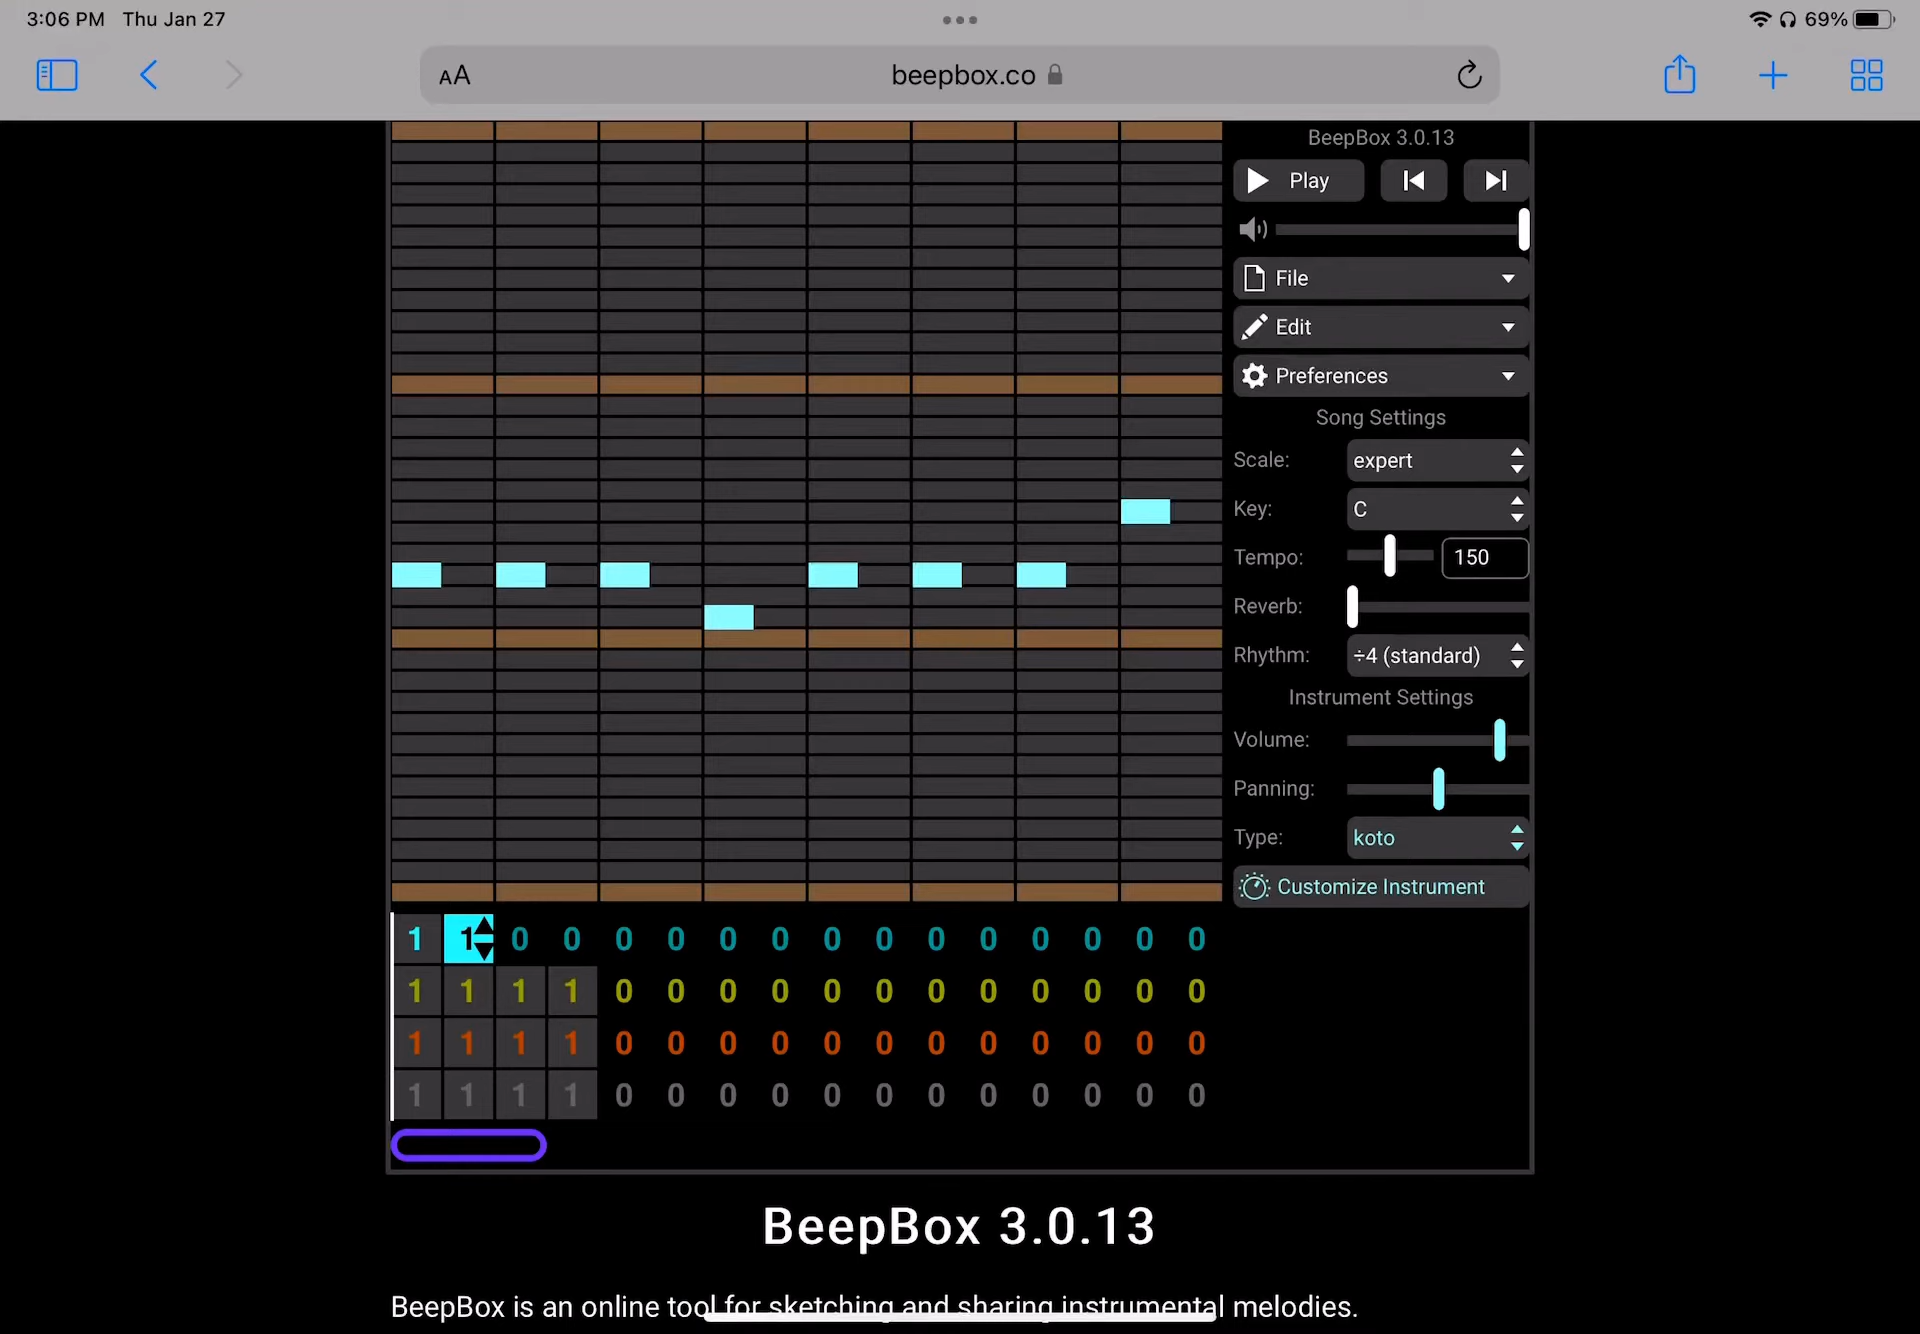 3:06 PM Thu Jan 27
69%
AA
beepbox.co
BeepBox 3.0.13
Play
File
Edit
Preferences
Song Settings
Scale: expert
Key: C
Tempo: 150
Reverb:
Rhythm: ÷4 (standard)
Instrument Settings
Volume:
Panning:
Type: koto
Customize Instrument
1 1 0 0 0 0 0 0 0 0 0 0 0 0 0 0
1 1 1 1 0 0 0 0 0 0 0 0 0 0 0 0
1 1 1 1 0 0 0 0 0 0 0 0 0 0 0 0
1 1 1 1 0 0 0 0 0 0 0 0 0 0 0 0
BeepBox 3.0.13
BeepBox is an online tool for sketching and sharing instrumental melodies.